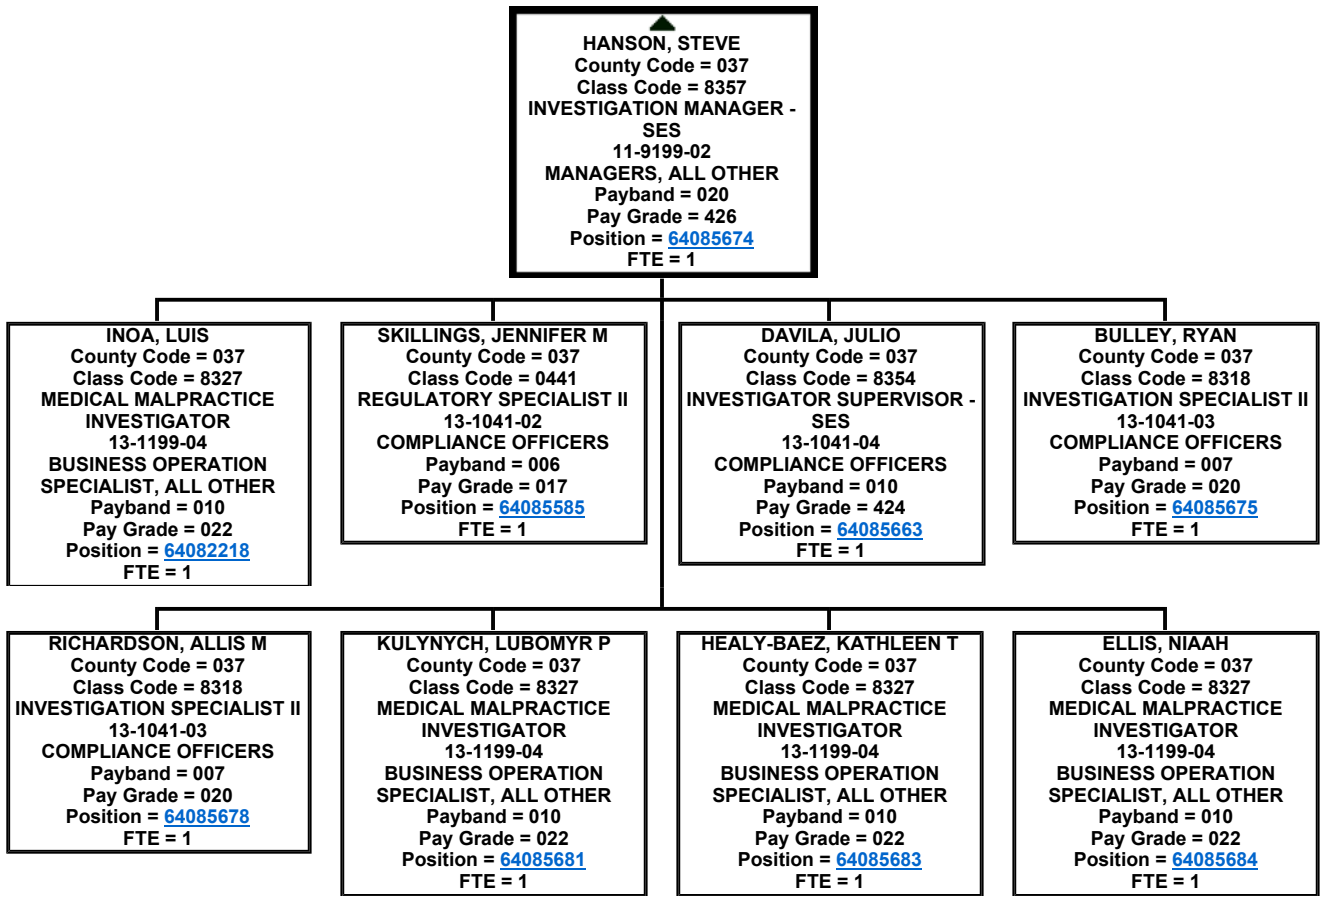 HANSON, STEVE
County Code = 037
Class Code = 8357
INVESTIGATION MANAGER -
SES
11-9199-02
MANAGERS, ALL OTHER
Payband = 020
Pay Grade = 426
Position = 64085674
FTE = 1
INOA, LUIS
County Code = 037
Class Code = 8327
MEDICAL MALPRACTICE
INVESTIGATOR
13-1199-04
BUSINESS OPERATION
SPECIALIST, ALL OTHER
Payband = 010
Pay Grade = 022
Position = 64082218
FTE = 1
SKILLINGS, JENNIFER M
County Code = 037
Class Code = 0441
REGULATORY SPECIALIST II
13-1041-02
COMPLIANCE OFFICERS
Payband = 006
Pay Grade = 017
Position = 64085585
FTE = 1
DAVILA, JULIO
County Code = 037
Class Code = 8354
INVESTIGATOR SUPERVISOR -
SES
13-1041-04
COMPLIANCE OFFICERS
Payband = 010
Pay Grade = 424
Position = 64085663
FTE = 1
BULLEY, RYAN
County Code = 037
Class Code = 8318
INVESTIGATION SPECIALIST II
13-1041-03
COMPLIANCE OFFICERS
Payband = 007
Pay Grade = 020
Position = 64085675
FTE = 1
RICHARDSON, ALLIS M
County Code = 037
Class Code = 8318
INVESTIGATION SPECIALIST II
13-1041-03
COMPLIANCE OFFICERS
Payband = 007
Pay Grade = 020
Position = 64085678
FTE = 1
KULYNYCH, LUBOMYR P
County Code = 037
Class Code = 8327
MEDICAL MALPRACTICE
INVESTIGATOR
13-1199-04
BUSINESS OPERATION
SPECIALIST, ALL OTHER
Payband = 010
Pay Grade = 022
Position = 64085681
FTE = 1
HEALY-BAEZ, KATHLEEN T
County Code = 037
Class Code = 8327
MEDICAL MALPRACTICE
INVESTIGATOR
13-1199-04
BUSINESS OPERATION
SPECIALIST, ALL OTHER
Payband = 010
Pay Grade = 022
Position = 64085683
FTE = 1
ELLIS, NIAAH
County Code = 037
Class Code = 8327
MEDICAL MALPRACTICE
INVESTIGATOR
13-1199-04
BUSINESS OPERATION
SPECIALIST, ALL OTHER
Payband = 010
Pay Grade = 022
Position = 64085684
FTE = 1